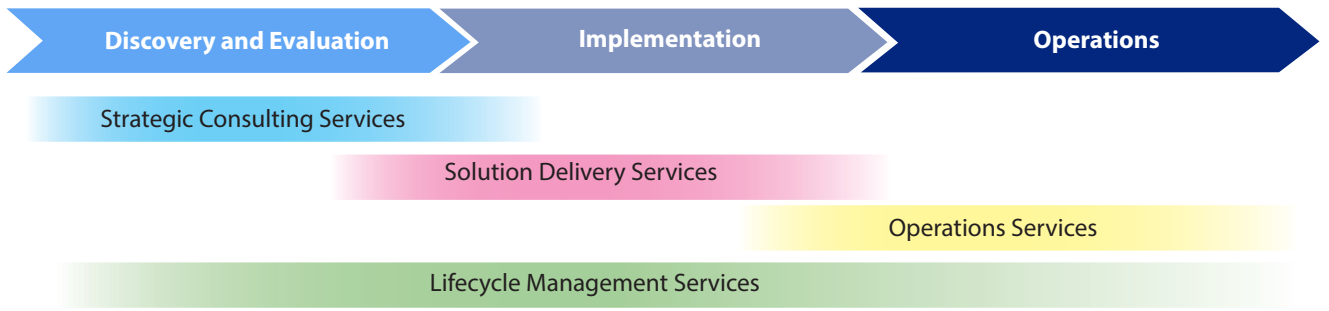 Discovery and Evaluation
Implementation
Operations
Strategic Consulting Services
Solution Delivery Services
Operations Services
Lifecycle Management Services